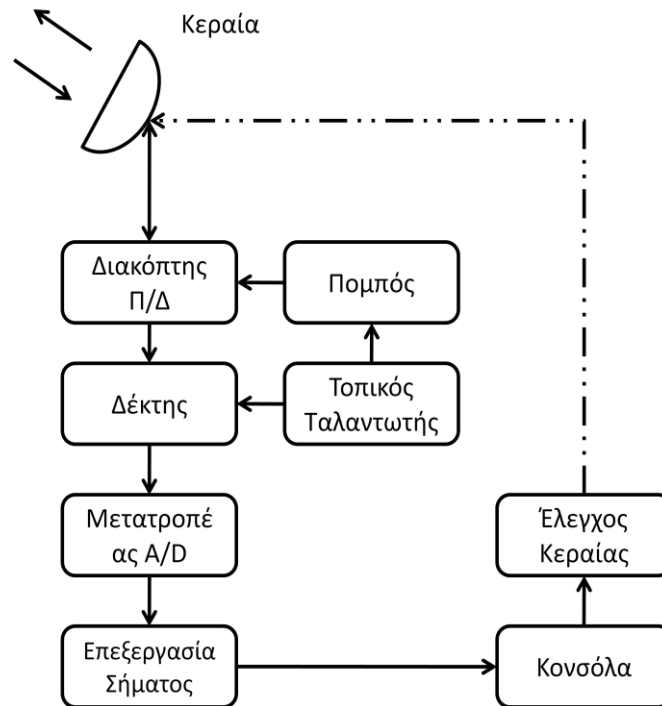 Κεραία
Διακόπτης
Π/Δ
Πομπός
Δέκτης
Τοπικός
Ταλαντωτής
Μετατροπέ
ας A/D
Έλεγχος
Κεραίας
Επεξεργασία
Σήματος
Κονσόλα